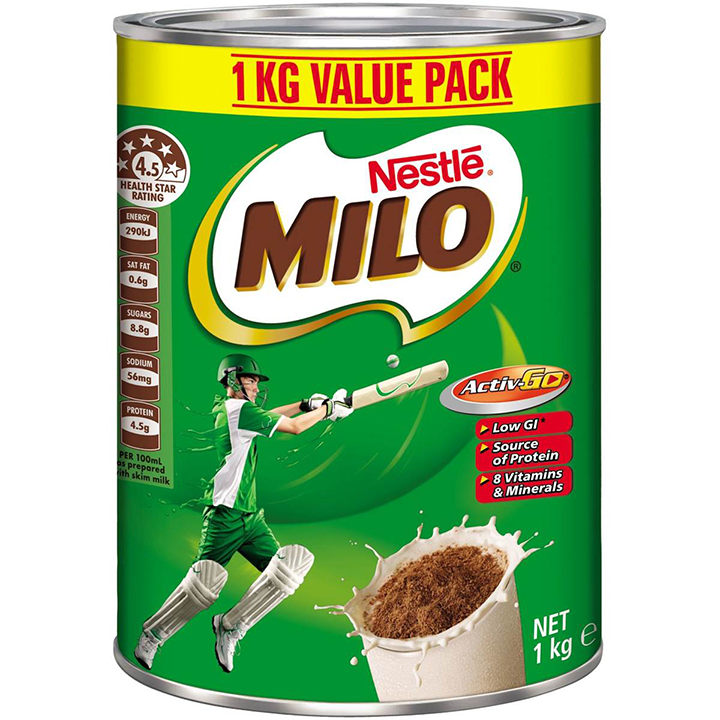 1 KG VALUE PACK
4.5
HEALTH STAR
RATING
ENERGY
290kJ
SAT FAT
0.6g
SUGARS
8.8g
SODIUM
56mg
PROTEIN
4.5g
PER 100mL
as prepared
with skim milk
Nestlé®
MILO®
Activ-GO®
Low GI*
Source
of Protein
8 Vitamins
& Minerals
NET
1 kg e